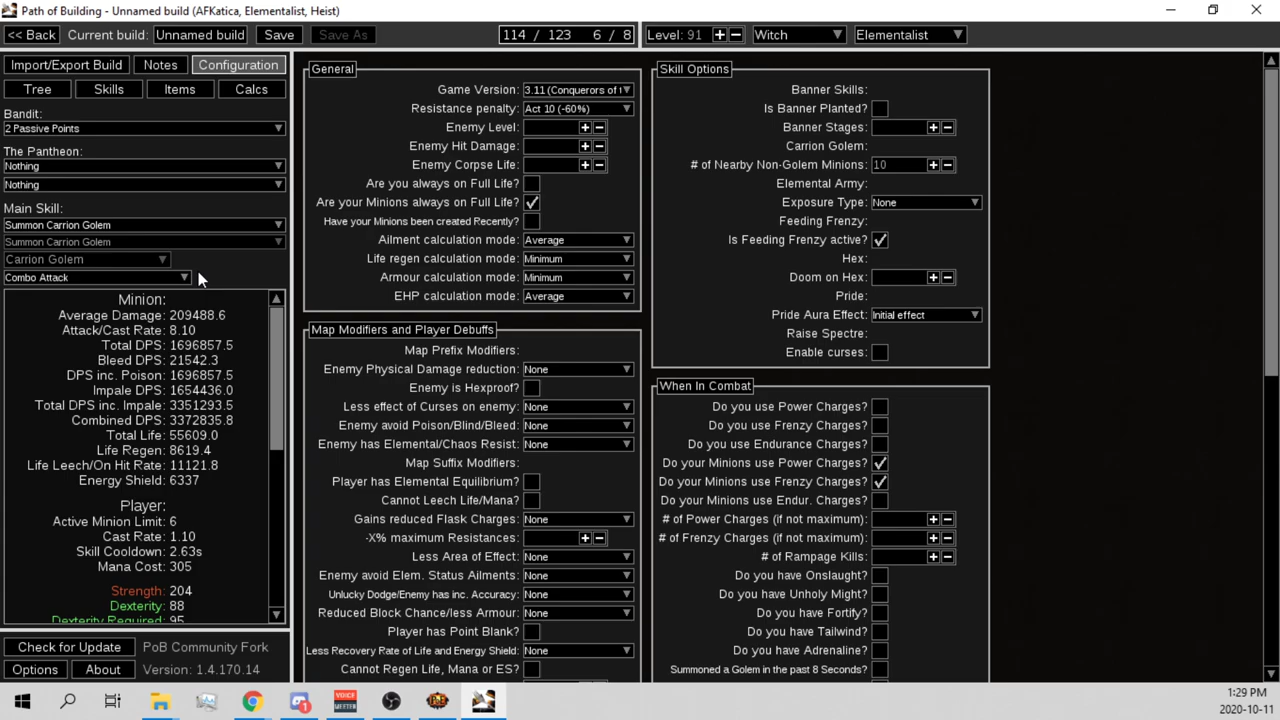 Path of Building - Unnamed build (AFKatica, Elementalist, Heist)
<< Back Current build: Unnamed build Save Save As 114 / 123 6 / 8 Level: 91 + - Witch Elementalist
Import/Export Build Notes Configuration
Tree Skills Items Calcs
Bandit:
2 Passive Points
The Pantheon:
Nothing
Nothing
Main Skill:
Summon Carrion Golem
Summon Carrion Golem
Carrion Golem
Combo Attack
Minion:
Average Damage: 209488.6
Attack/Cast Rate: 8.10
Total DPS: 1696857.5
Bleed DPS: 21542.3
DPS inc. Poison: 1696857.5
Impale DPS: 1654436.0
Total DPS inc. Impale: 3351293.5
Combined DPS: 3372835.8
Total Life: 55609.0
Life Regen: 8619.4
Life Leech/On Hit Rate: 11121.8
Energy Shield: 6337
Player:
Active Minion Limit: 6
Cast Rate: 1.10
Skill Cooldown: 2.63s
Mana Cost: 305
Strength: 204
Dexterity: 88
Dexterity Required: 95
Check for Update PoB Community Fork
Options About Version: 1.4.170.14
General
Game Version: 3.11 (Conquerors of t
Resistance penalty: Act 10 (-60%)
Enemy Level: + -
Enemy Hit Damage: + -
Enemy Corpse Life: + -
Are you always on Full Life?
Are your Minions always on Full Life?
Have your Minions been created Recently?
Ailment calculation mode: Average
Life regen calculation mode: Minimum
Armour calculation mode: Minimum
EHP calculation mode: Average
Map Modifiers and Player Debuffs
Map Prefix Modifiers:
Enemy Physical Damage reduction: None
Enemy is Hexproof?
Less effect of Curses on enemy: None
Enemy avoid Poison/Blind/Bleed: None
Enemy has Elemental/Chaos Resist: None
Map Suffix Modifiers:
Player has Elemental Equilibrium?
Cannot Leech Life/Mana?
Gains reduced Flask Charges: None
-X% maximum Resistances: + -
Less Area of Effect: None
Enemy avoid Elem. Status Ailments: None
Unlucky Dodge/Enemy has inc. Accuracy: None
Reduced Block Chance/less Armour: None
Player has Point Blank?
Less Recovery Rate of Life and Energy Shield: None
Cannot Regen Life, Mana or ES?
Skill Options
Banner Skills:
Is Banner Planted?
Banner Stages: + -
Carrion Golem:
# of Nearby Non-Golem Minions: 10 + -
Elemental Army:
Exposure Type: None
Feeding Frenzy:
Is Feeding Frenzy active?
Hex:
Doom on Hex: + -
Pride:
Pride Aura Effect: Initial effect
Raise Spectre:
Enable curses:
When In Combat
Do you use Power Charges?
Do you use Frenzy Charges?
Do you use Endurance Charges?
Do your Minions use Power Charges?
Do your Minions use Frenzy Charges?
Do your Minions use Endur. Charges?
# of Power Charges (if not maximum): + -
# of Frenzy Charges (if not maximum): + -
# of Rampage Kills: + -
Do you have Onslaught?
Do you have Unholy Might?
Do you have Fortify?
Do you have Tailwind?
Do you have Adrenaline?
Summoned a Golem in the past 8 Seconds?
VOICE MEETER
1:29 PM
2020-10-11